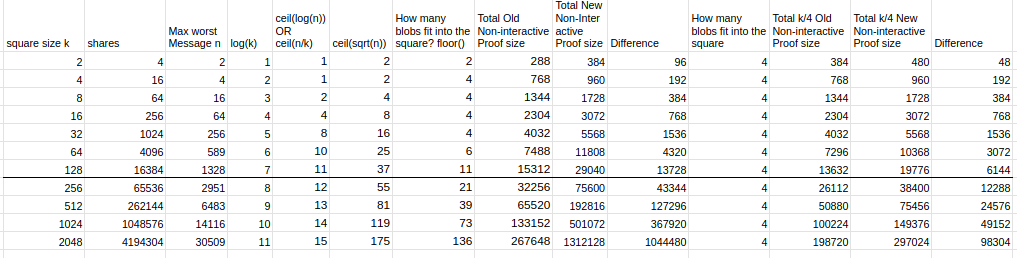 square size k | shares | Max worst Message n | log(k) | ceil(log(n)) OR ceil(n/k) | ceil(sqrt(n)) | How many blobs fit into the square? floor() | Total Old Non-interactive Proof size | Total New Non-Inter active Proof size | Difference | How many blobs fit into the square | Total k/4 Old Non-interactive Proof size | Total k/4 New Non-interactive Proof size | Difference
2 | 4 | 2 | 1 | 1 | 2 | 2 | 288 | 384 | 96 | 4 | 384 | 480 | 48
4 | 16 | 4 | 2 | 1 | 2 | 4 | 768 | 960 | 192 | 4 | 768 | 960 | 192
8 | 64 | 16 | 3 | 2 | 4 | 4 | 1344 | 1728 | 384 | 4 | 1344 | 1728 | 384
16 | 256 | 64 | 4 | 4 | 8 | 4 | 2304 | 3072 | 768 | 4 | 2304 | 3072 | 768
32 | 1024 | 256 | 5 | 8 | 16 | 4 | 4032 | 5568 | 1536 | 4 | 4032 | 5568 | 1536
64 | 4096 | 589 | 6 | 10 | 25 | 6 | 7488 | 11808 | 4320 | 4 | 7296 | 10368 | 3072
128 | 16384 | 1328 | 7 | 11 | 37 | 11 | 15312 | 29040 | 13728 | 4 | 13632 | 19776 | 6144
256 | 65536 | 2951 | 8 | 12 | 55 | 21 | 32256 | 75600 | 43344 | 4 | 26112 | 38400 | 12288
512 | 262144 | 6483 | 9 | 13 | 81 | 39 | 65520 | 192816 | 127296 | 4 | 50880 | 75456 | 24576
1024 | 1048576 | 14116 | 10 | 14 | 119 | 73 | 133152 | 501072 | 367920 | 4 | 100224 | 149376 | 49152
2048 | 4194304 | 30509 | 11 | 15 | 175 | 136 | 267648 | 1312128 | 1044480 | 4 | 198720 | 297024 | 98304